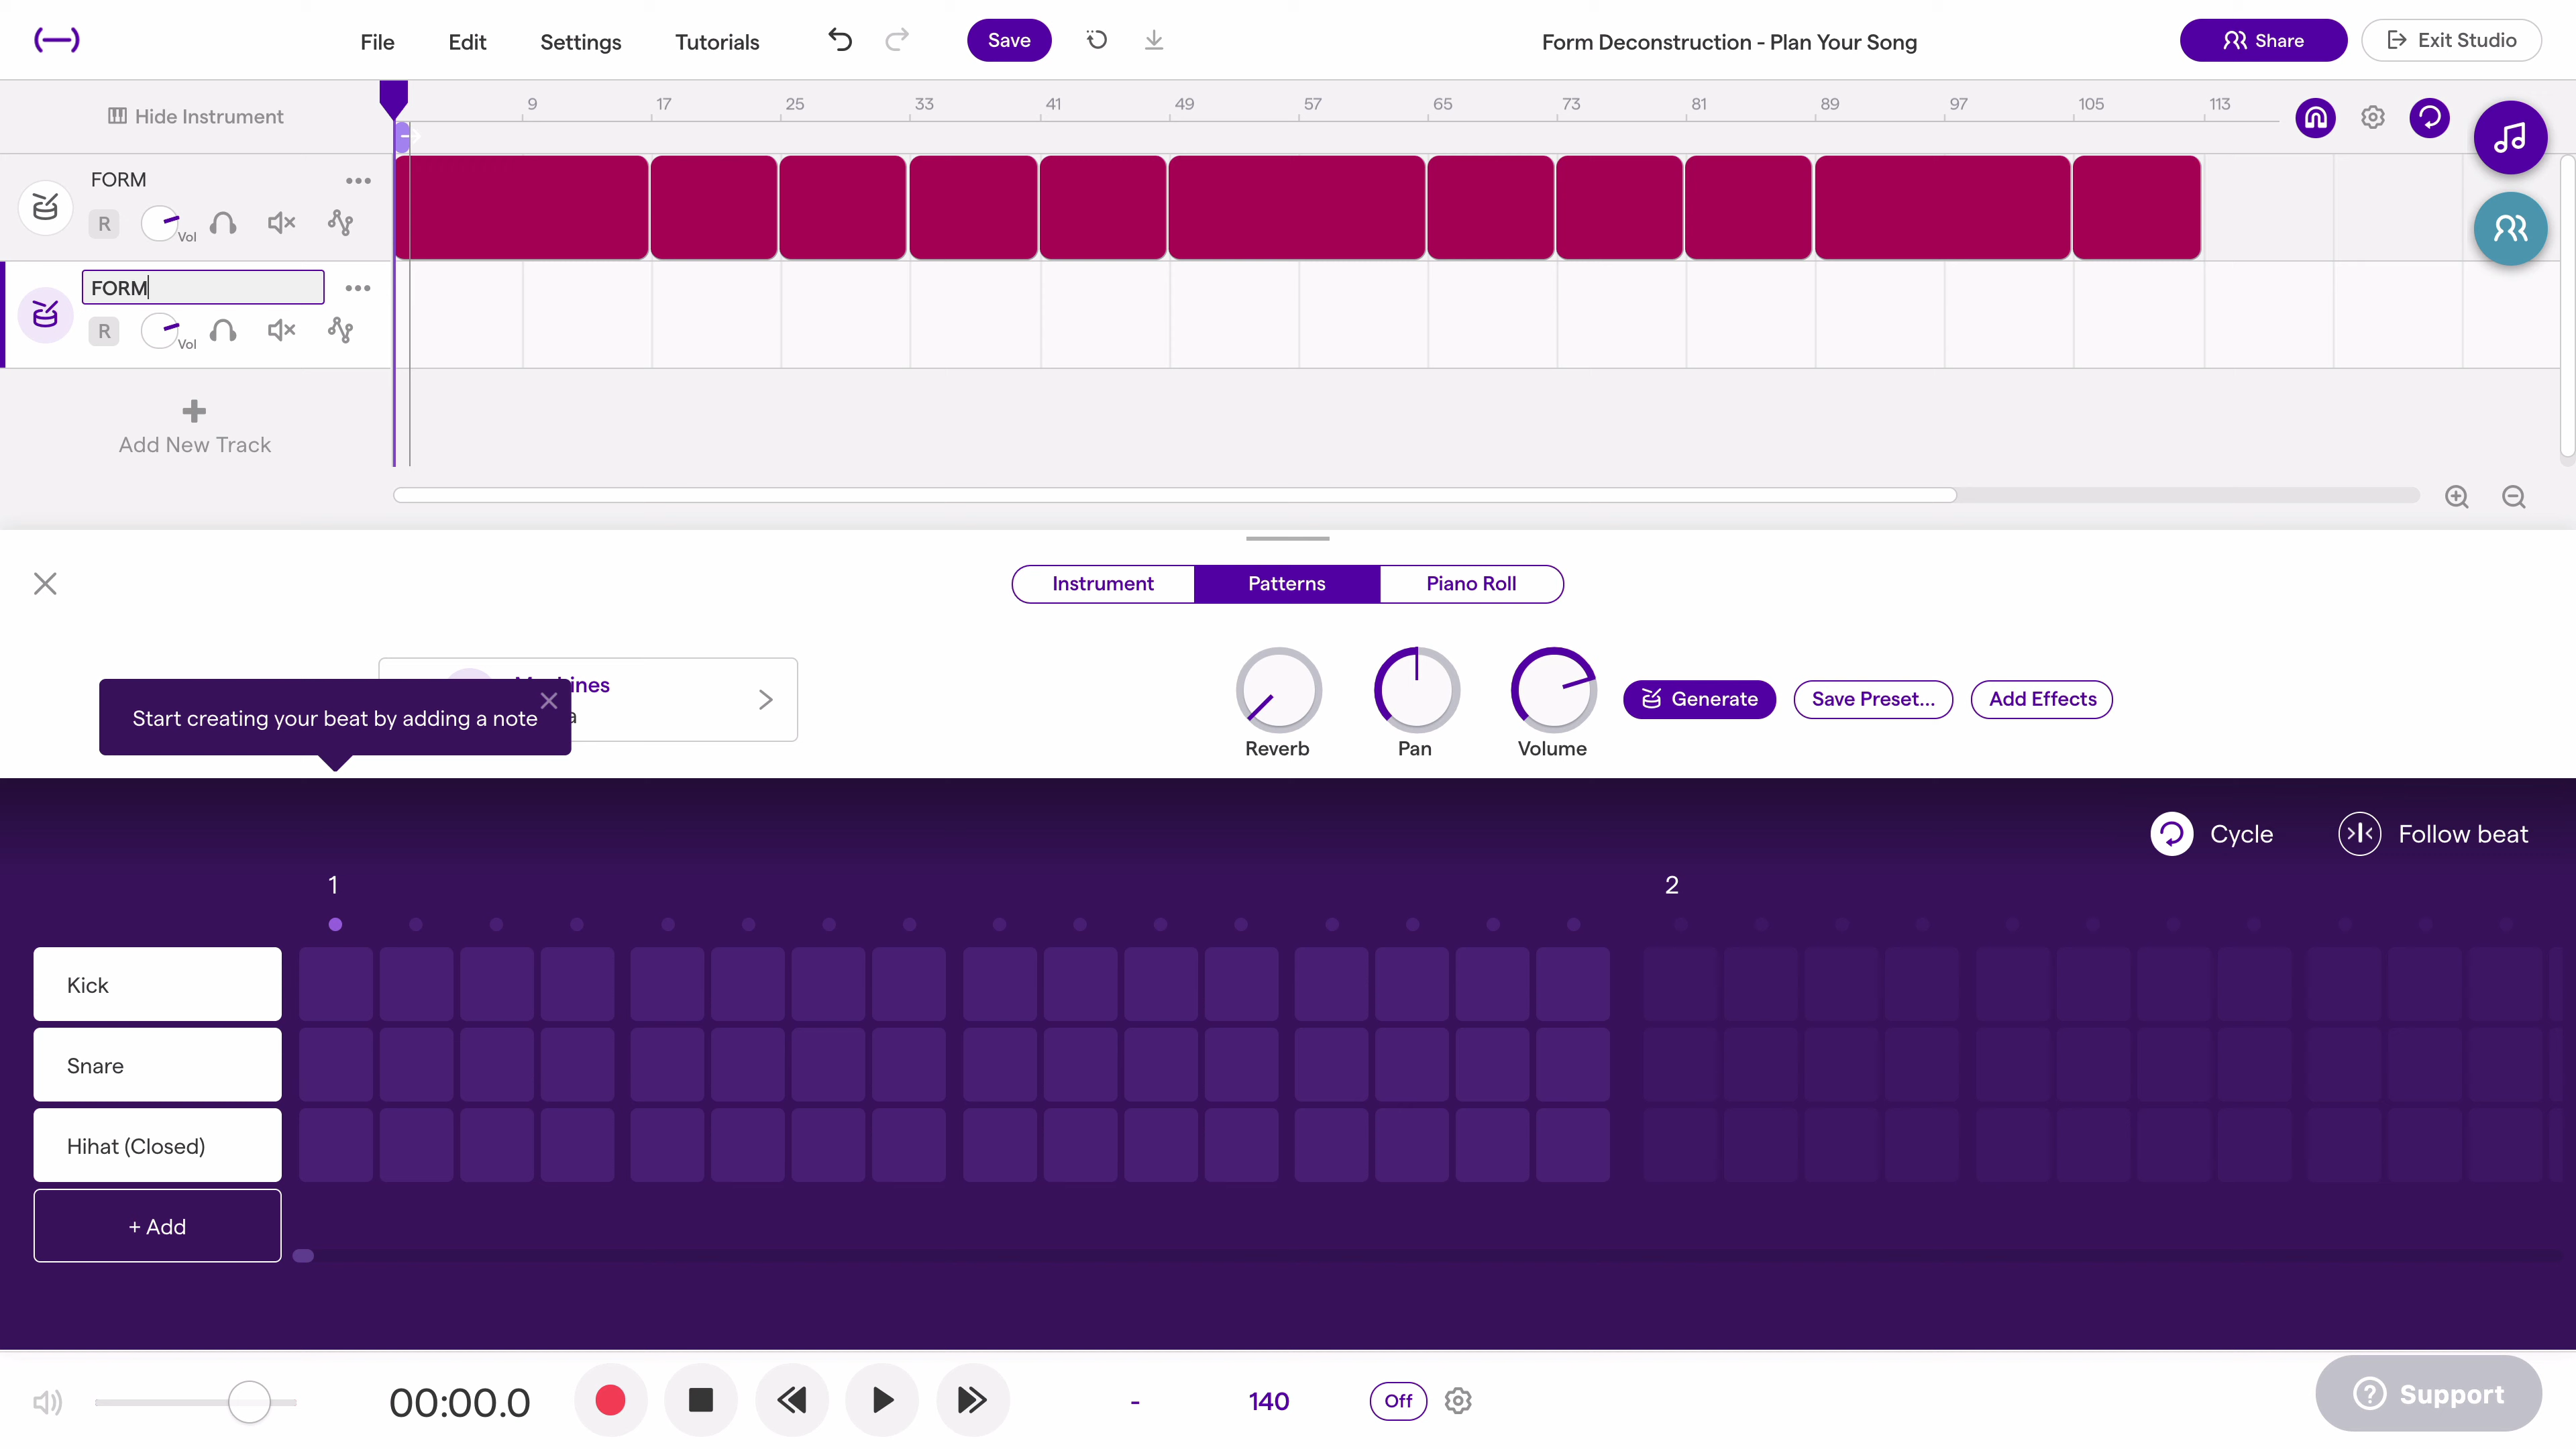 File Edit Settings Tutorials Save Form Deconstruction - Plan Your Song Share Exit Studio
Hide Instrument
9 17 25 33 41 49 57 65 73 81 89 97 105 113
FORM
R Vol
FORM
R Vol
Add New Track
Instrument Patterns Piano Roll
Start creating your beat by adding a note
Reverb Pan Volume
Generate Save Preset... Add Effects
Cycle Follow beat
1 2
Kick
Snare
Hihat (Closed)
+ Add
00:00.0 - 140 Off Support